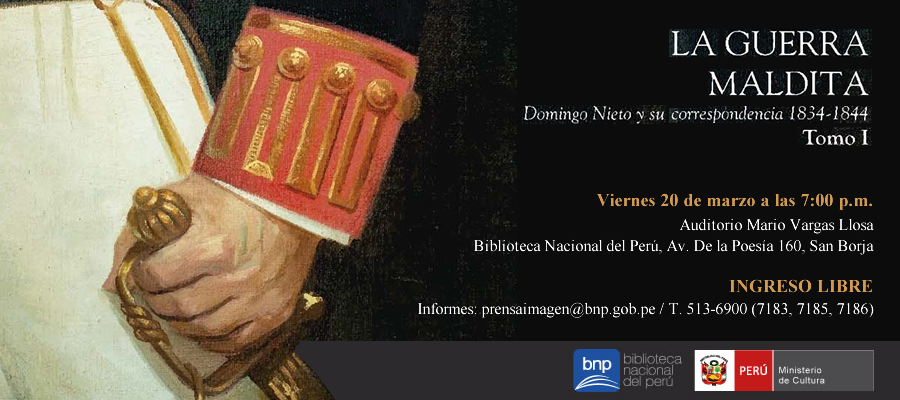 LA GUERRA
MALDITA
Domingo Nieto y su correspondencia 1834-1844
Tomo I
Viernes 20 de marzo a las 7:00 p.m.
Auditorio Mario Vargas Llosa
Biblioteca Nacional del Perú, Av. De la Poesía 160, San Borja
INGRESO LIBRE
Informes: prensaimagen@bnp.gob.pe / T. 513-6900 (7183, 7185, 7186)
bnp
biblioteca
nacional
del perú
PERÚ
Ministerio
de Cultura